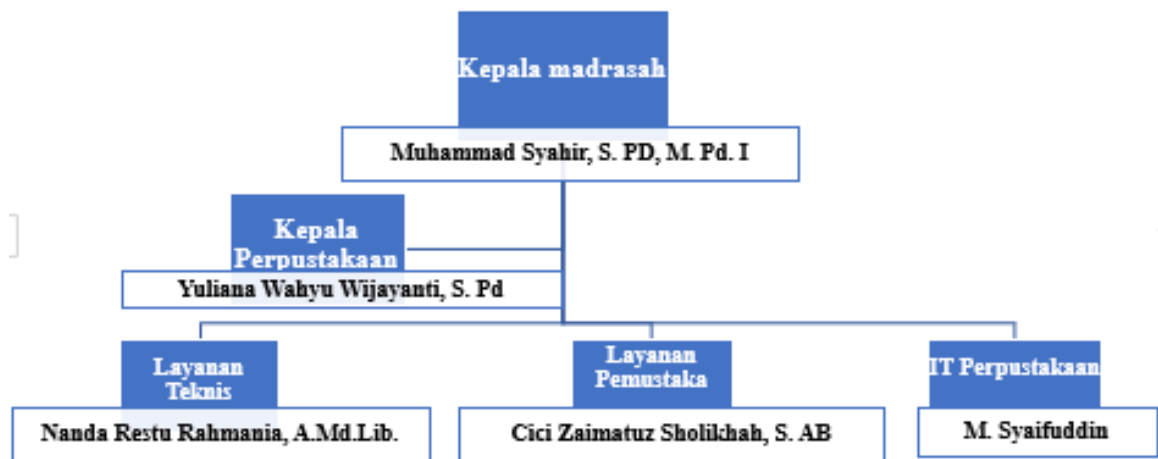 Kepala madrasah
Muhammad Syahir, S. PD, M. Pd. I
Kepala
Perpustakaan
Yuliana Wahyu Wijayanti, S. Pd
Layanan
Teknis
Nanda Restu Rahmania, A.Md.Lib.
Layanan
Pemustaka
Cici Zaimatuz Sholikhah, S. AB
IT Perpustakaan
M. Syaifuddin